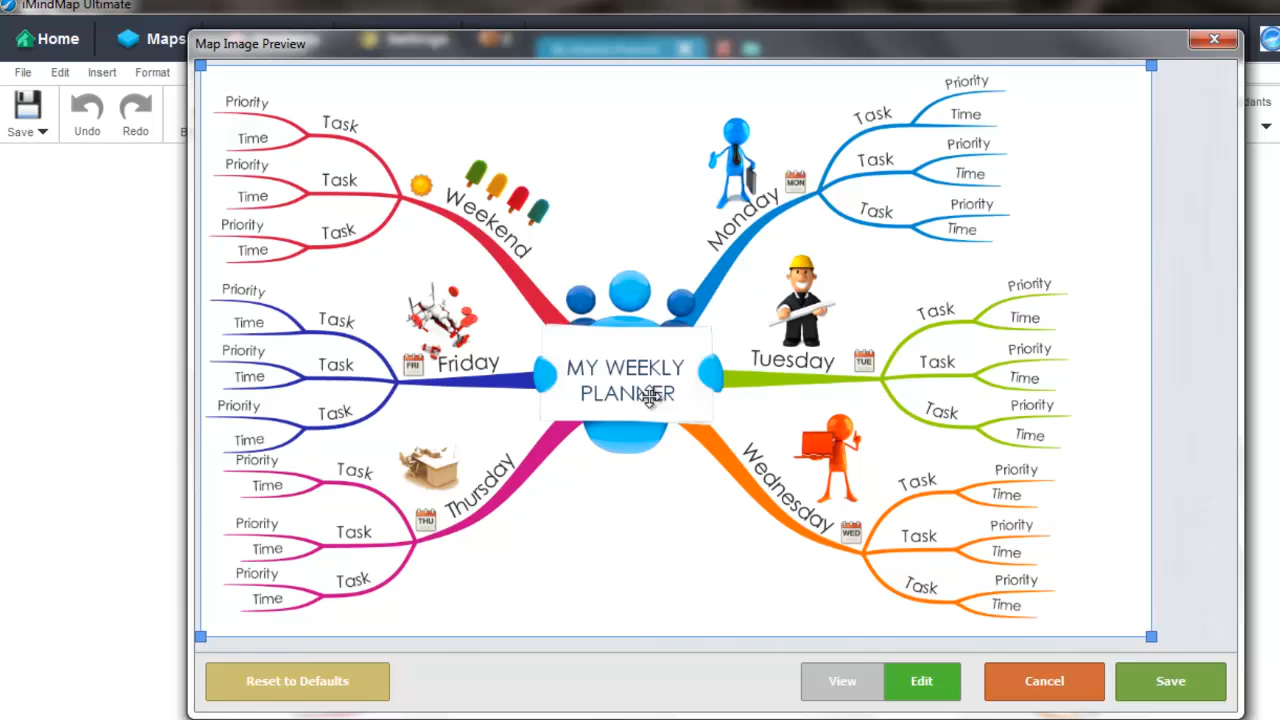 iMindMap Ultimate
Home
Maps
Map Image Preview
File Edit Insert Format
Save Undo Redo
MY WEEKLY
PLANNER
Monday
MON
Task
Priority
Time
Task
Priority
Time
Task
Priority
Time
Tuesday
TUE
Task
Priority
Time
Task
Priority
Time
Task
Priority
Time
Wednesday
WED
Task
Priority
Time
Task
Priority
Time
Task
Priority
Time
Thursday
THU
Task
Priority
Time
Task
Priority
Time
Task
Priority
Time
Friday
FRI
Task
Priority
Time
Task
Priority
Time
Task
Priority
Time
Weekend
Task
Priority
Time
Task
Priority
Time
Task
Priority
Time
Reset to Defaults
View Edit Cancel Save